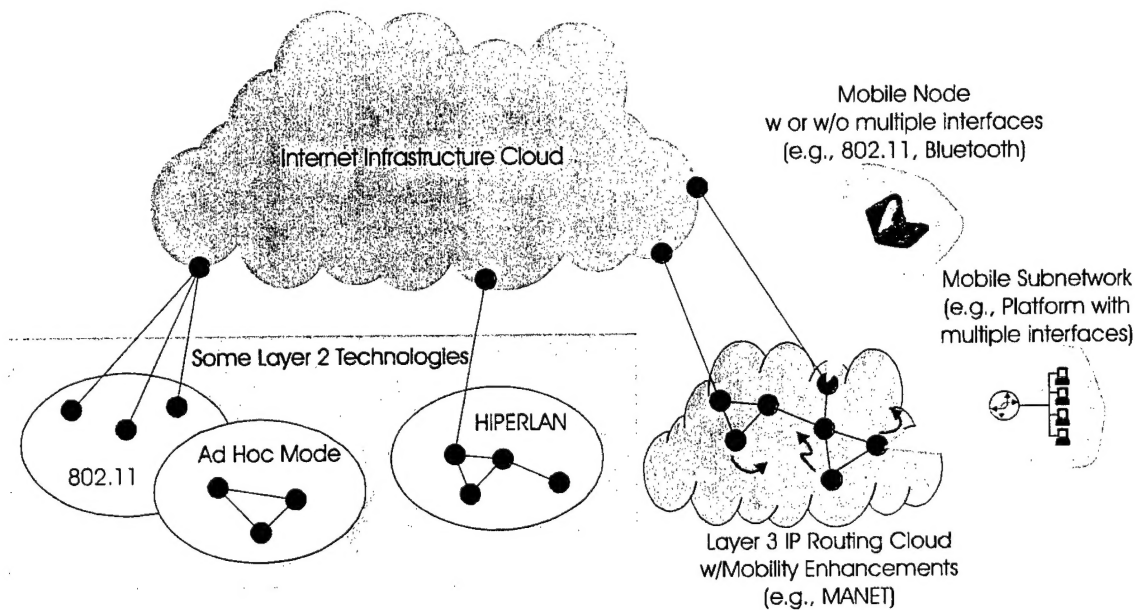 Internet Infrastructure Cloud
Mobile Node
w or w/o multiple interfaces
(e.g., 802.11, Bluetooth)
Mobile Subnetwork
(e.g., Platform with
multiple interfaces)
Some Layer 2 Technologies
802.11
Ad Hoc Mode
HIPERLAN
Layer 3 IP Routing Cloud
w/Mobility Enhancements
(e.g., MANET)